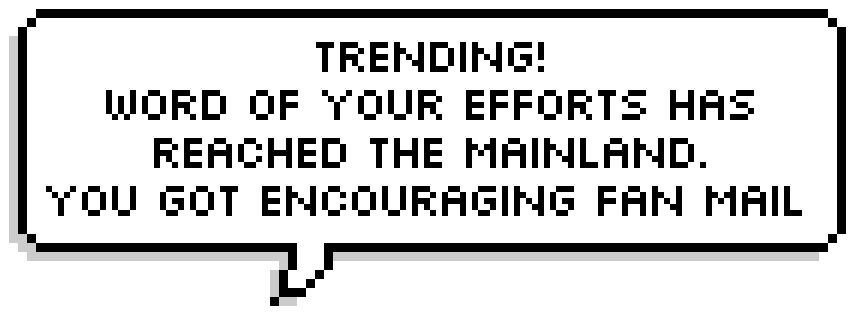 TRENDING!
WORD OF YOUR EFFORTS HAS
REACHED THE MAINLAND.
YOU GOT ENCOURAGING FAN MAIL